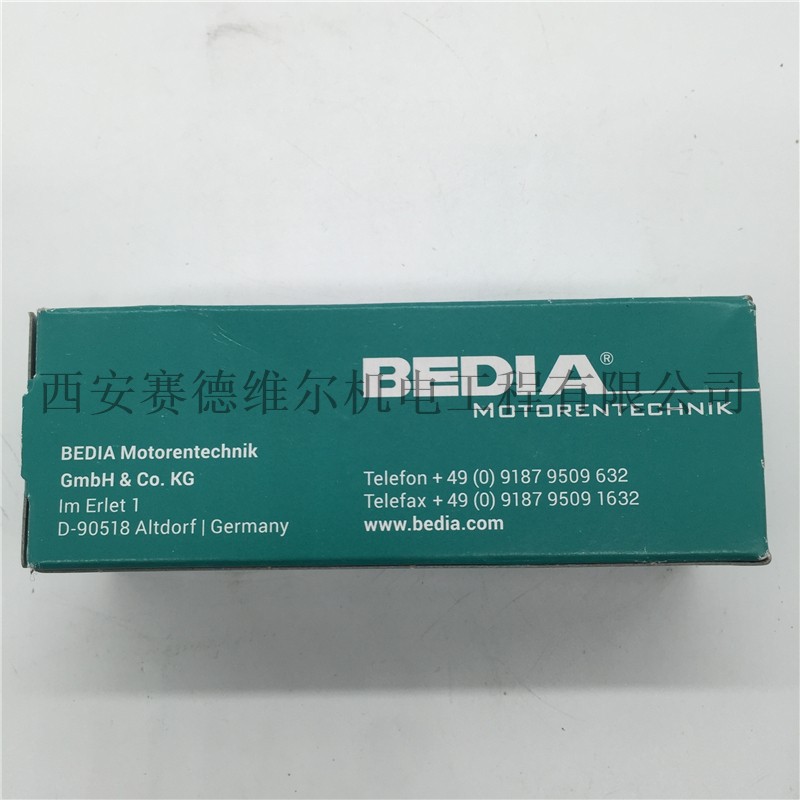 BEDIA®
西安赛德维尔机电工程有限公司
MOTORENTECHNIK
BEDIA Motorentechnik
GmbH & Co. KG
Im Erlet 1
D-90518 Altdorf | Germany
Telefon + 49 (0) 9187 9509 632
Telefax + 49 (0) 9187 9509 1632
www.bedia.com